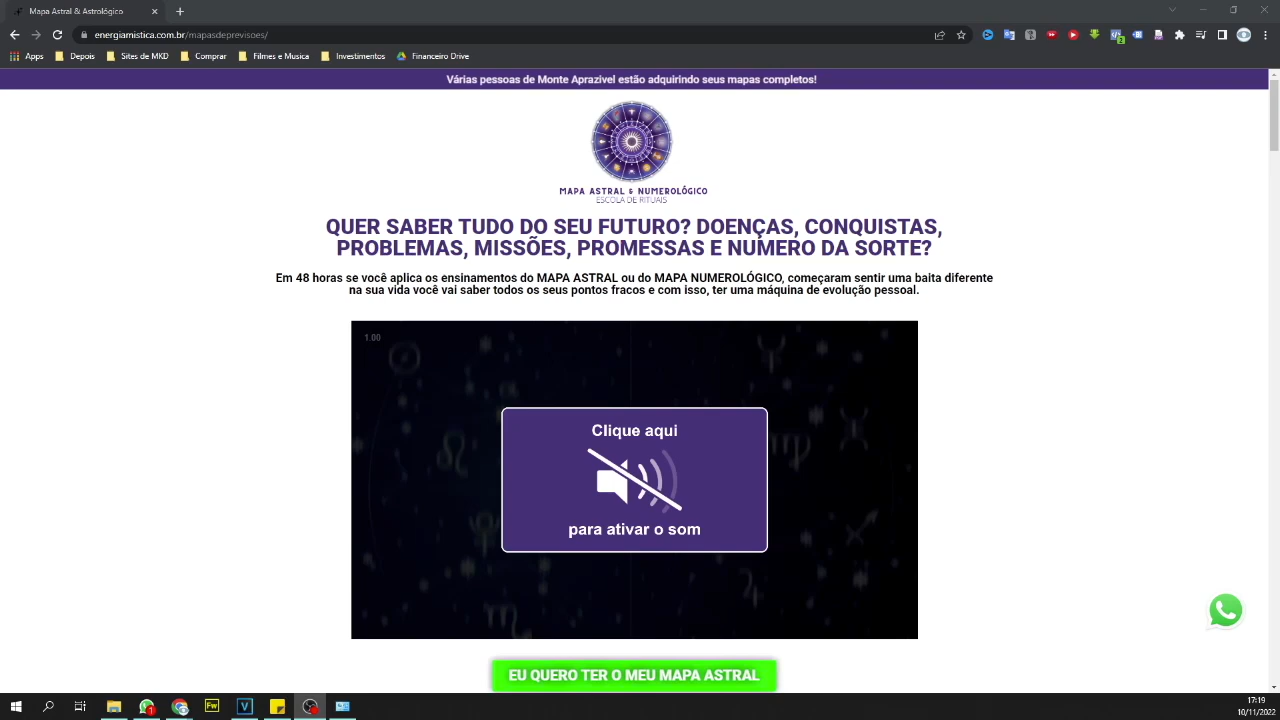 Mapa Astral & Numerológico
energiamistica.com.br/mapasdeprevisoes/
Apps
Depois
Sites de MKD
Comprar
Filmes e Musica
Investimentos
Financeiro Drive
Várias pessoas de Monte Aprazivel estão adquirindo seus mapas completos!
MAPA ASTRAL & NUMEROLÓGICO
ESCOLA DE RITUAIS
QUER SABER TUDO DO SEU FUTURO? DOENÇAS, CONQUISTAS,
PROBLEMAS, MISSÕES, PROMESSAS E NUMERO DA SORTE?
Em 48 horas se você aplica os ensinamentos do MAPA ASTRAL ou do MAPA NUMEROLÓGICO, começaram sentir uma baita diferente
na sua vida você vai saber todos os seus pontos fracos e com isso, ter uma máquina de evolução pessoal.
1.00
Clique aqui
para ativar o som
EU QUERO TER O MEU MAPA ASTRAL
Fw
V
1
17:19
10/11/2022